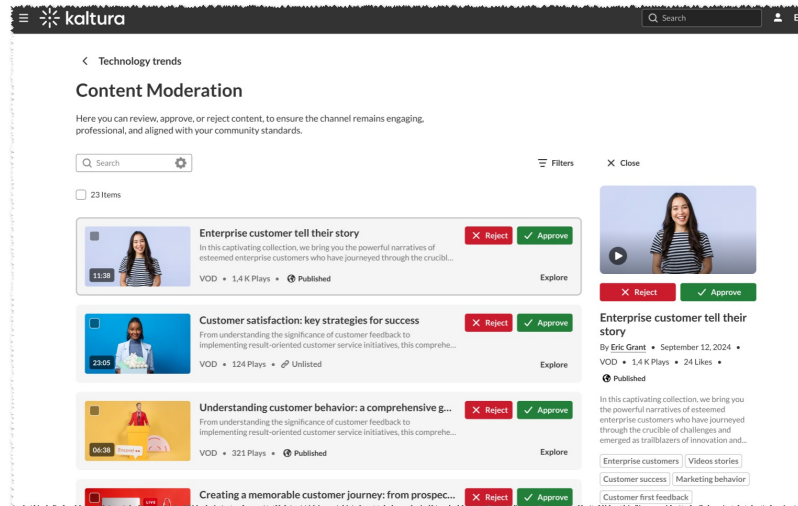 kaltura
Search
Technology trends
Content Moderation
Here you can review, approve, or reject content, to ensure the channel remains engaging,
professional, and aligned with your community standards.
Search
Filters
Close
23 Items
Enterprise customer tell their story
In this captivating collection, we bring you the powerful narratives of
esteemed enterprise customers who have journeyed through the crucibl...
VOD • 1,4 K Plays • Published
11:38
Reject
Approve
Explore
Customer satisfaction: key strategies for success
From understanding the significance of customer feedback to
implementing result-oriented customer service initiatives, this comprehe...
VOD • 124 Plays • Unlisted
23:05
Reject
Approve
Explore
Understanding customer behavior: a comprehensive g...
From understanding the significance of customer feedback to
implementing result-oriented customer service initiatives, this comprehe...
VOD • 321 Plays • Published
06:38
Reject
Approve
Explore
LIVE
Creating a memorable customer journey: from prospec...
Reject
Approve
Reject
Approve
Enterprise customer tell their
story
By Eric Grant • September 12, 2024 •
VOD • 1,4 K Plays • 24 Likes •
Published
In this captivating collection, we bring you
the powerful narratives of esteemed
enterprise customers who have journeyed
through the crucible of challenges and
emerged as trailblazers of innovation and...
Enterprise customers
Videos stories
Customer success
Marketing behavior
Customer first feedback